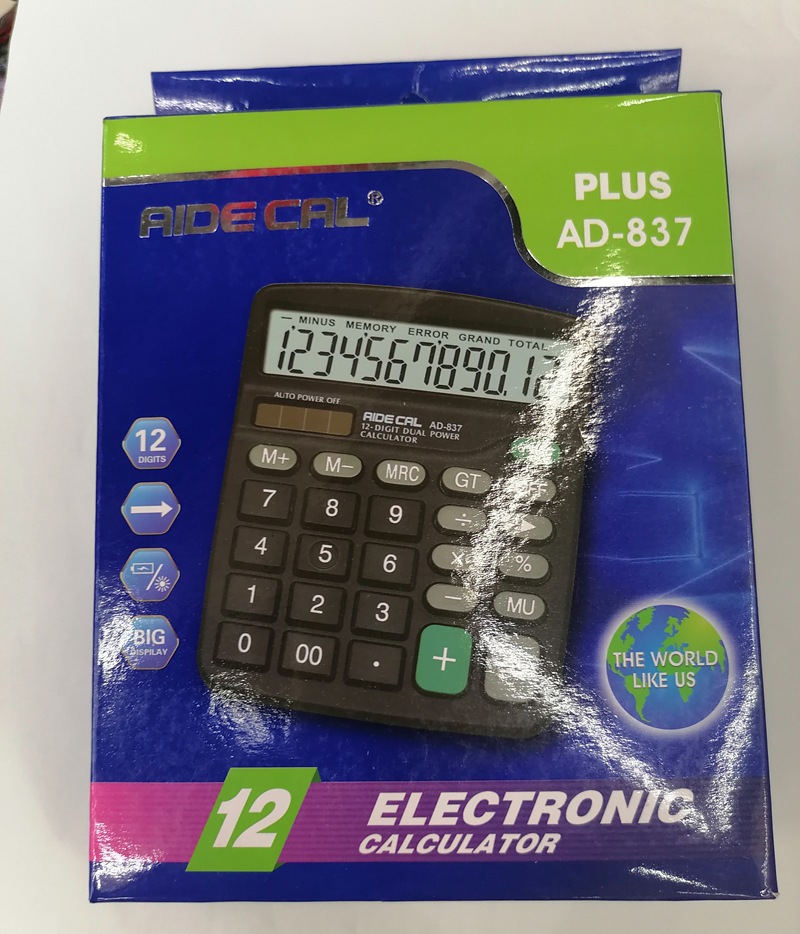 PLUS
AD-837
AIDE CAL®
— MINUS MEMORY ERROR GRAND TOTAL
1234567890.12
AUTO POWER OFF
AIDE CAL AD-837
12-DIGIT DUAL POWER
CALCULATOR
12
DIGITS
BIG
DISPLAY
M+ M− MRC GT
7 8 9 ÷ ►
4 5 6 X %
1 2 3 − MU
0 00 . +
THE WORLD
LIKE US
12 ELECTRONIC
CALCULATOR